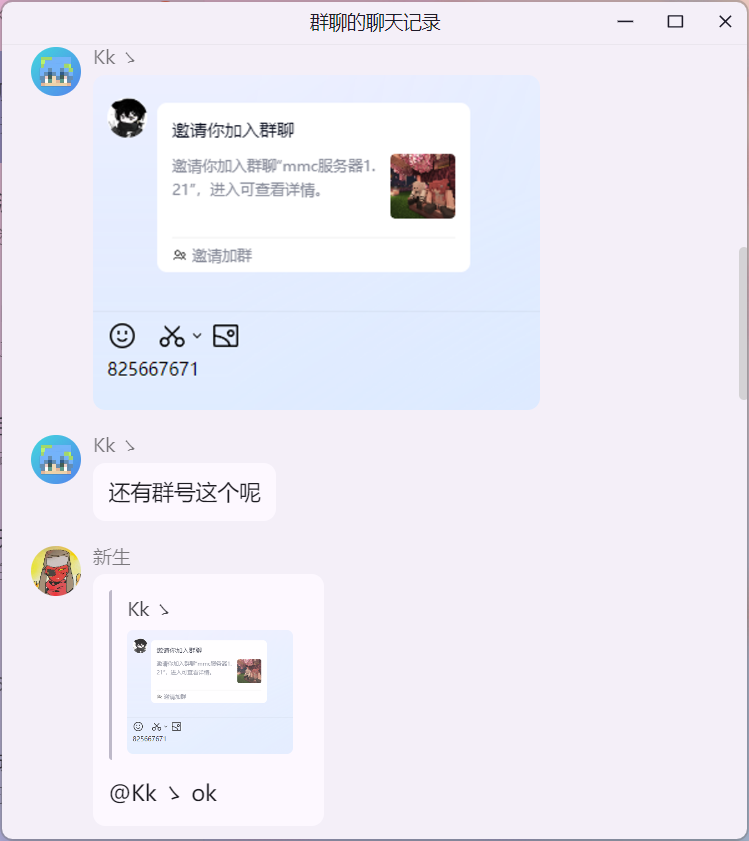 群聊的聊天记录
Kk ヽ
邀请你加入群聊
邀请你加入群聊“mmc服务器1.
21”，进入可查看详情。
邀请加群
825667671
Kk ヽ
还有群号这个呢
新生
Kk ヽ
邀请你加入群聊
邀请你加入群聊“mmc服务器1.
21”，进入可查看详情。
邀请加群
825667671
@Kk ヽ ok